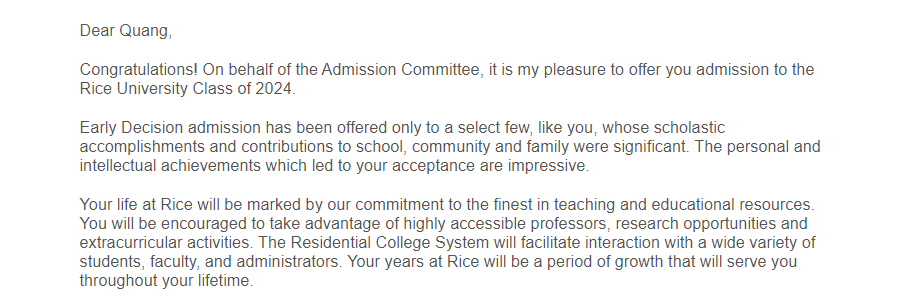 Dear Quang,
Congratulations! On behalf of the Admission Committee, it is my pleasure to offer you admission to the
Rice University Class of 2024.
Early Decision admission has been offered only to a select few, like you, whose scholastic
accomplishments and contributions to school, community and family were significant. The personal and
intellectual achievements which led to your acceptance are impressive.
Your life at Rice will be marked by our commitment to the finest in teaching and educational resources.
You will be encouraged to take advantage of highly accessible professors, research opportunities and
extracurricular activities. The Residential College System will facilitate interaction with a wide variety of
students, faculty, and administrators. Your years at Rice will be a period of growth that will serve you
throughout your lifetime.